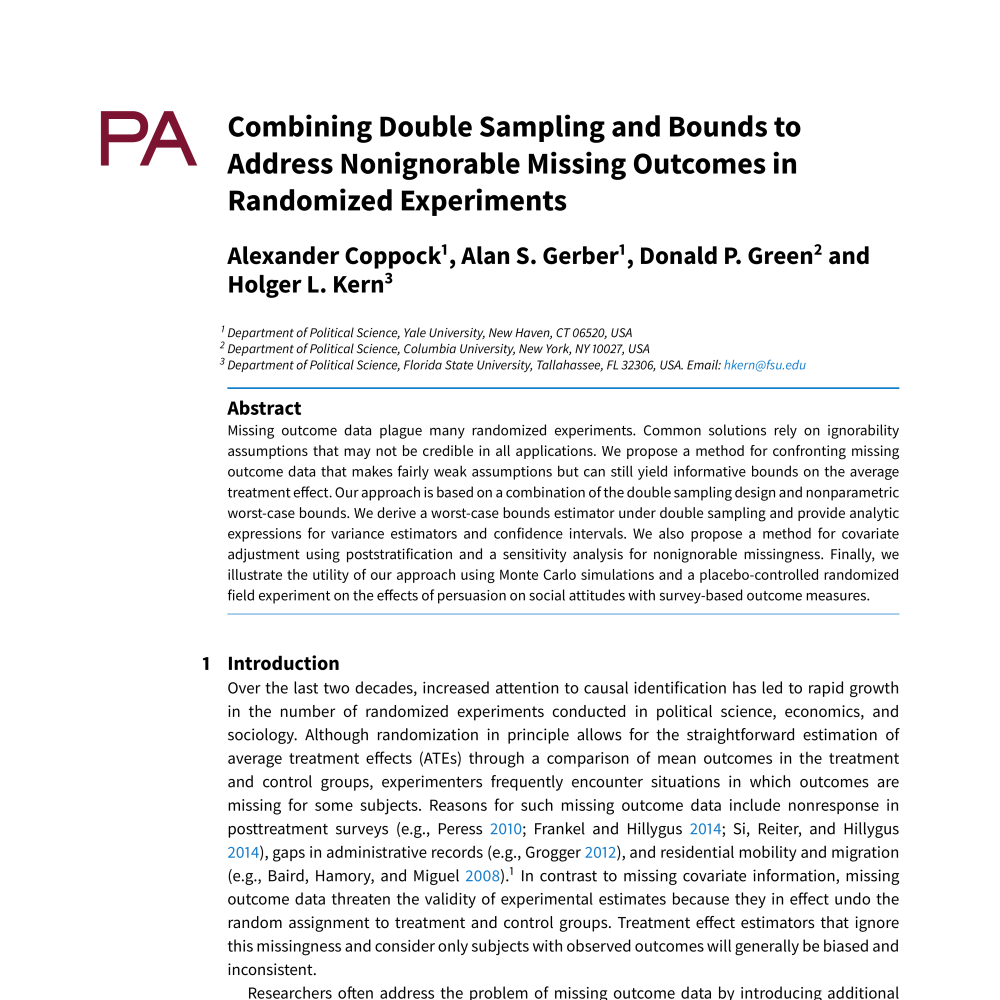 PA
Combining Double Sampling and Bounds to
Address Nonignorable Missing Outcomes in
Randomized Experiments
Alexander Coppock1, Alan S. Gerber1, Donald P. Green2 and
Holger L. Kern3
1 Department of Political Science, Yale University, New Haven, CT 06520, USA
2 Department of Political Science, Columbia University, New York, NY 10027, USA
3 Department of Political Science, Florida State University, Tallahassee, FL 32306, USA. Email: hkern@fsu.edu
Abstract
Missing outcome data plague many randomized experiments. Common solutions rely on ignorability
assumptions that may not be credible in all applications. We propose a method for confronting missing
outcome data that makes fairly weak assumptions but can still yield informative bounds on the average
treatment effect. Our approach is based on a combination of the double sampling design and nonparametric
worst-case bounds. We derive a worst-case bounds estimator under double sampling and provide analytic
expressions for variance estimators and confidence intervals. We also propose a method for covariate
adjustment using poststratification and a sensitivity analysis for nonignorable missingness. Finally, we
illustrate the utility of our approach using Monte Carlo simulations and a placebo-controlled randomized
field experiment on the effects of persuasion on social attitudes with survey-based outcome measures.
1 Introduction
Over the last two decades, increased attention to causal identification has led to rapid growth
in the number of randomized experiments conducted in political science, economics, and
sociology. Although randomization in principle allows for the straightforward estimation of
average treatment effects (ATEs) through a comparison of mean outcomes in the treatment
and control groups, experimenters frequently encounter situations in which outcomes are
missing for some subjects. Reasons for such missing outcome data include nonresponse in
posttreatment surveys (e.g., Peress 2010; Frankel and Hillygus 2014; Si, Reiter, and Hillygus
2014), gaps in administrative records (e.g., Grogger 2012), and residential mobility and migration
(e.g., Baird, Hamory, and Miguel 2008).1 In contrast to missing covariate information, missing
outcome data threaten the validity of experimental estimates because they in effect undo the
random assignment to treatment and control groups. Treatment effect estimators that ignore
this missingness and consider only subjects with observed outcomes will generally be biased and
inconsistent.
Researchers often address the problem of missing outcome data by introducing additional